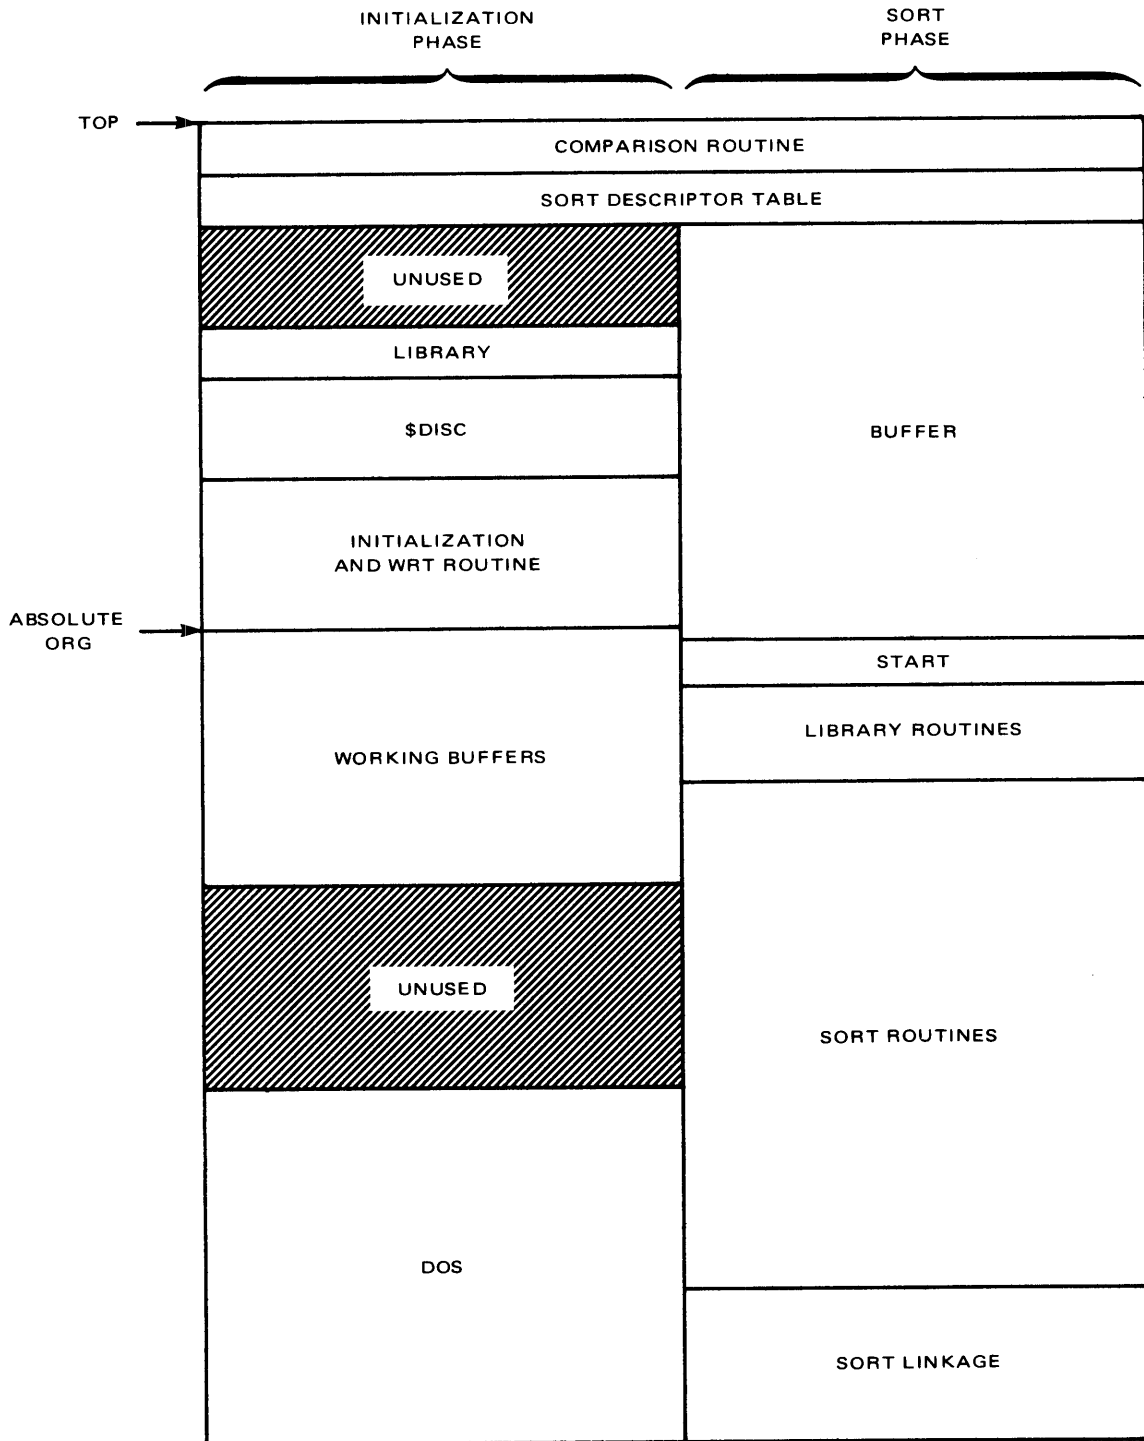 INITIALIZATION
PHASE
SORT
PHASE
TOP
COMPARISON ROUTINE
SORT DESCRIPTOR TABLE
UNUSED
LIBRARY
$DISC
BUFFER
INITIALIZATION
AND WRT ROUTINE
ABSOLUTE
ORG
START
LIBRARY ROUTINES
WORKING BUFFERS
UNUSED
SORT ROUTINES
DOS
SORT LINKAGE